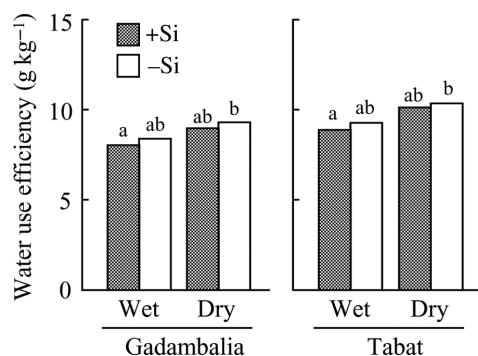 Water use efficiency (g kg⁻¹)
15
10
5
0
+Si
−Si
a ab ab b
a ab ab b
Wet Dry Wet Dry
Gadambalia Tabat